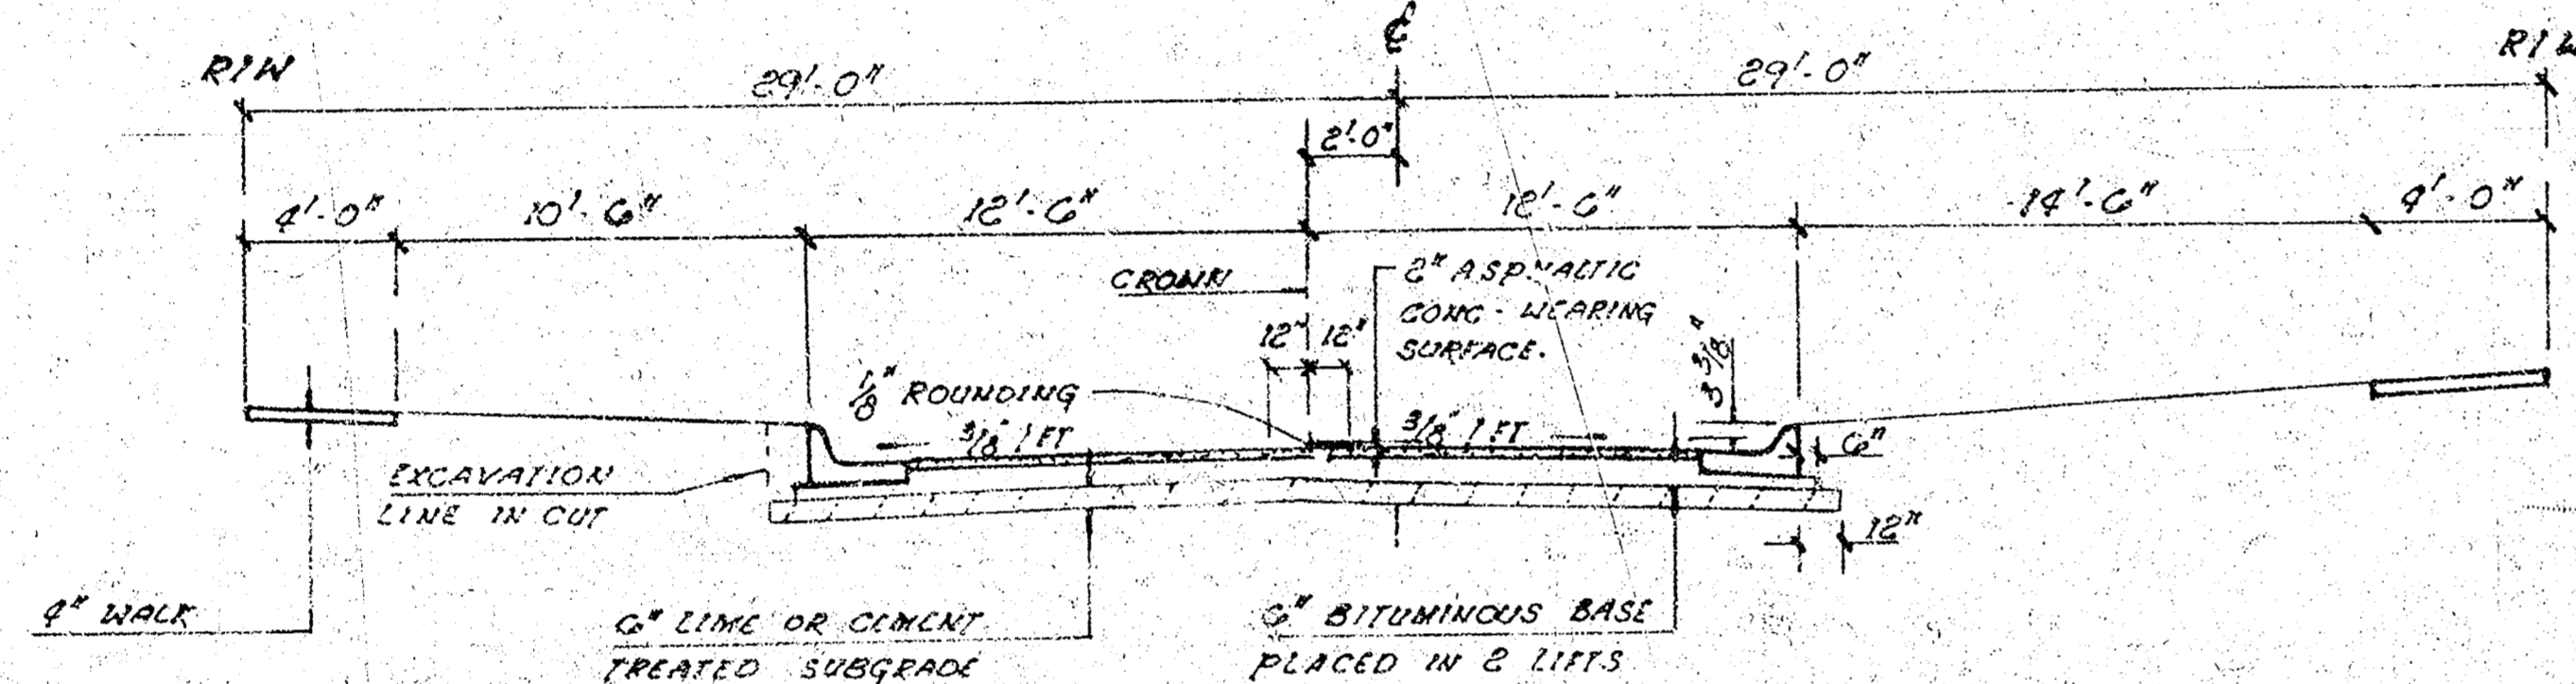 ℄
R/W
R/W
29'-0"
29'-0"
2'-0"
4'-0"
10'-6"
12'-6"
12'-6"
14'-6"
4'-0"
CROWN
2" ASPHALTIC
CONC - WEARING
SURFACE.
12"
12"
3 3/8"
1/8" ROUNDING
3/8" / FT
3/8" / FT
6"
EXCAVATION
LINE IN CUT
12"
4" WALK
6" LIME OR CEMENT
TREATED SUBGRADE
6" BITUMINOUS BASE
PLACED IN 2 LIFTS